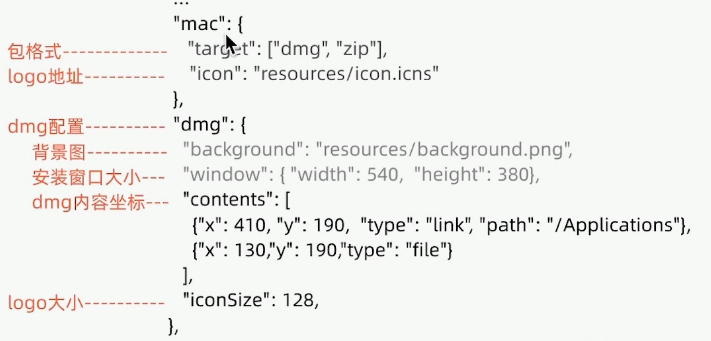 ...
"mac": {
包格式------------- "target": ["dmg", "zip"],
logo地址---------- "icon": "resources/icon.icns"
},
dmg配置---------- "dmg": {
背景图---------- "background": "resources/background.png",
安装窗口大小--- "window": { "width": 540, "height": 380},
dmg内容坐标--- "contents": [
{"x": 410, "y": 190, "type": "link", "path": "/Applications"},
{"x": 130,"y": 190,"type": "file"}
],
logo大小---------- "iconSize": 128,
},